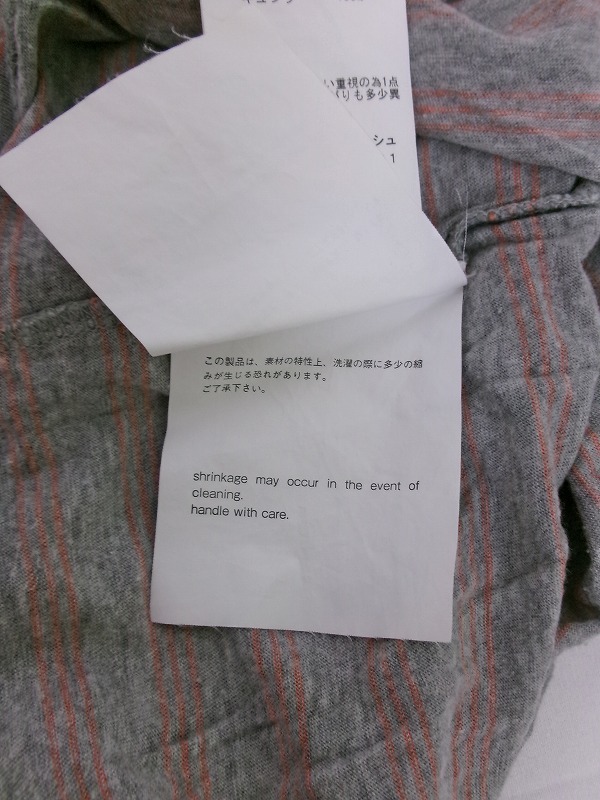 い重視の為1点
りも多少異
シュ
1
この製品は、素材の特性上、洗濯の際に多少の縮
みが生じる恐れがあります。
ご了承下さい。
shrinkage may occur in the event of
cleaning.
handle with care.